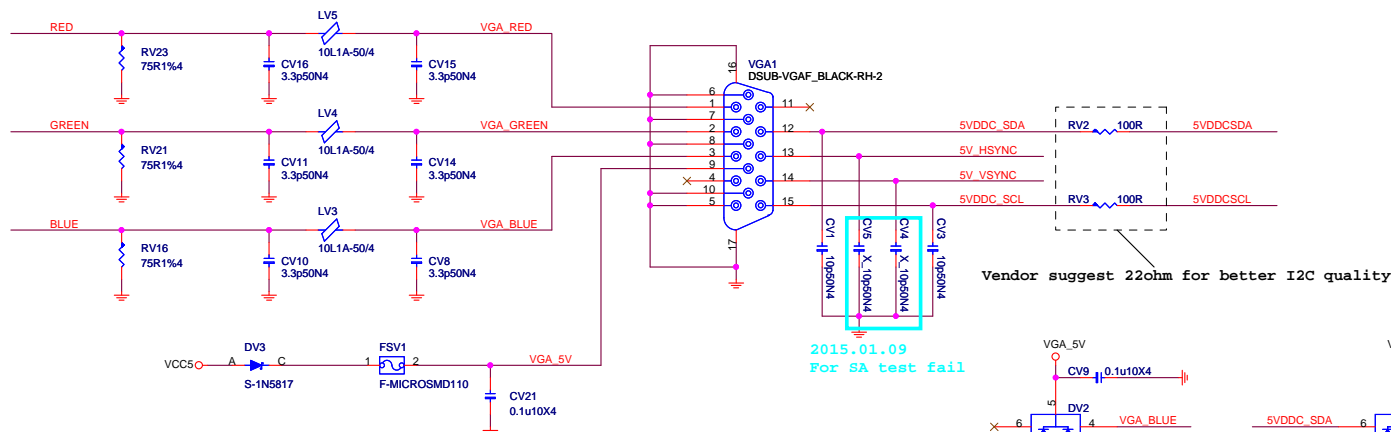 RED
LV5
VGA_RED
RV23
75R1%4
10L1A-50/4
CV16
3.3p50N4
CV15
3.3p50N4
VGA1
DSUB-VGAF_BLACK-RH-2
16
6
1
11
7
GREEN
LV4
VGA_GREEN
2
12
5VDDC_SDA
RV2
100R
5VDDCSDA
RV21
75R1%4
10L1A-50/4
CV11
3.3p50N4
CV14
3.3p50N4
8
3
13
5V_HSYNC
9
4
14
5V_VSYNC
10
5
15
5VDDC_SCL
RV3
100R
5VDDCSCL
BLUE
LV3
VGA_BLUE
RV16
75R1%4
10L1A-50/4
CV10
3.3p50N4
CV8
3.3p50N4
17
CV1
10p50N4
CV5
X_10p50N4
CV4
X_10p50N4
CV3
10p50N4
Vendor suggest 22ohm for better I2C quality
2015.01.09
For SA test fail
VCC5
A
DV3
C
S-1N5817
1
FSV1
2
F-MICROSMD110
VGA_5V
CV21
0.1u10X4
VGA_5V
CV9
0.1u10X4
5
DV2
6
4
VGA_BLUE
5VDDC_SDA
6
V